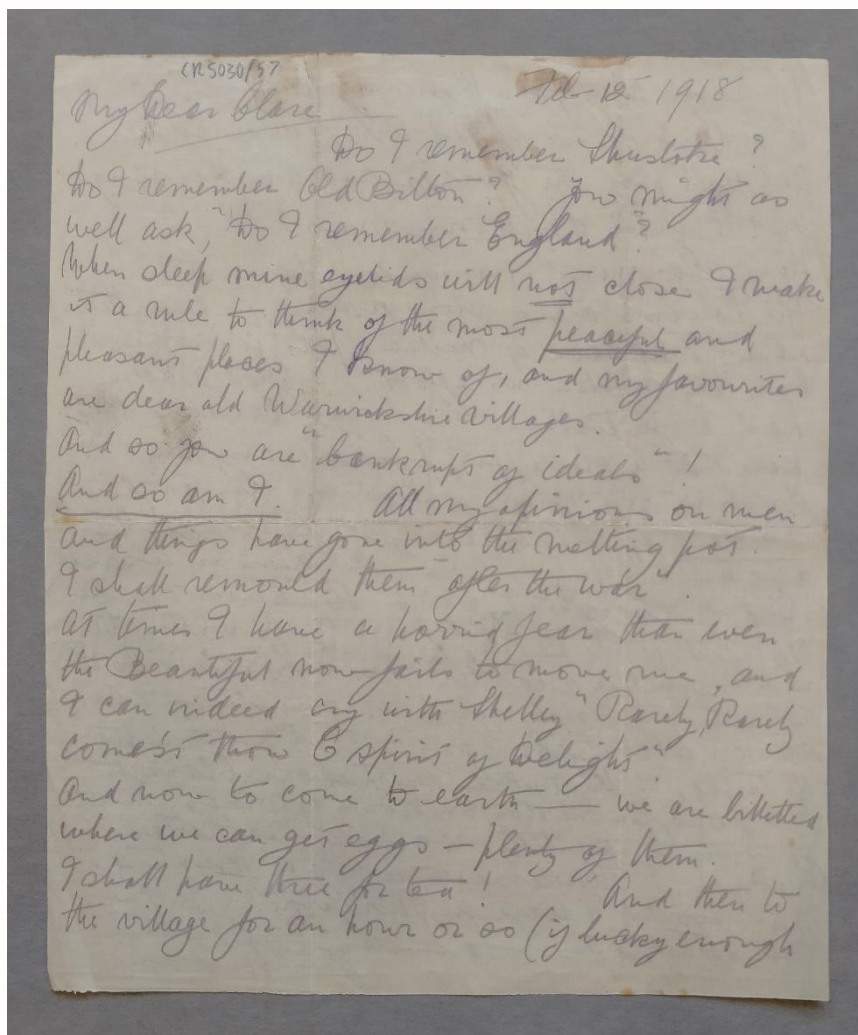 CR5030/57
Feb 12 1918
My Dear Clare
Do I remember ?
Do I remember Old Bilton? You might as
well ask, "Do I remember England"?
When sleep mine eyelids will not close I make
it a rule to think of the most peaceful and
pleasant places I know of, and my favourites
are dear old Warwickshire villages.
And so you are "bankrupt of ideals"!
And so am I. All my opinions on men
and things have gone into the melting pot.
I shall remould them "after the war".
At times I have a horrid fear than even
the Beautiful now fails to move me, and
I can indeed cry with Shelley "Rarely, Rarely
comes't thou O spirit of Delight"
And now to come to earth — we are billetted
where we can get eggs — plenty of them.
I shall have three for tea! And then to
the village for an hour or so (if lucky enough